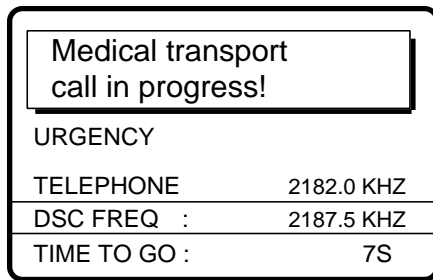 Medical transport
call in progress!
URGENCY
TELEPHONE 2182.0 KHZ
DSC FREQ : 2187.5 KHZ
TIME TO GO : 7S